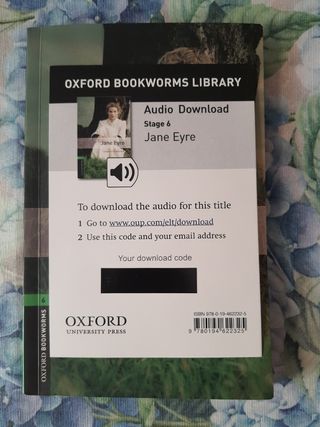 OXFORD BOOKWORMS LIBRARY
Audio Download
Stage 6
Jane Eyre
Jane Eyre
To download the audio for this title
1 Go to www.oup.com/elt/download
2 Use this code and your email address
Your download code
ISBN 978-0-19-462232-5
9 780194 622325
OXFORD
UNIVERSITY PRESS
6
OXFORD BOOKWORMS